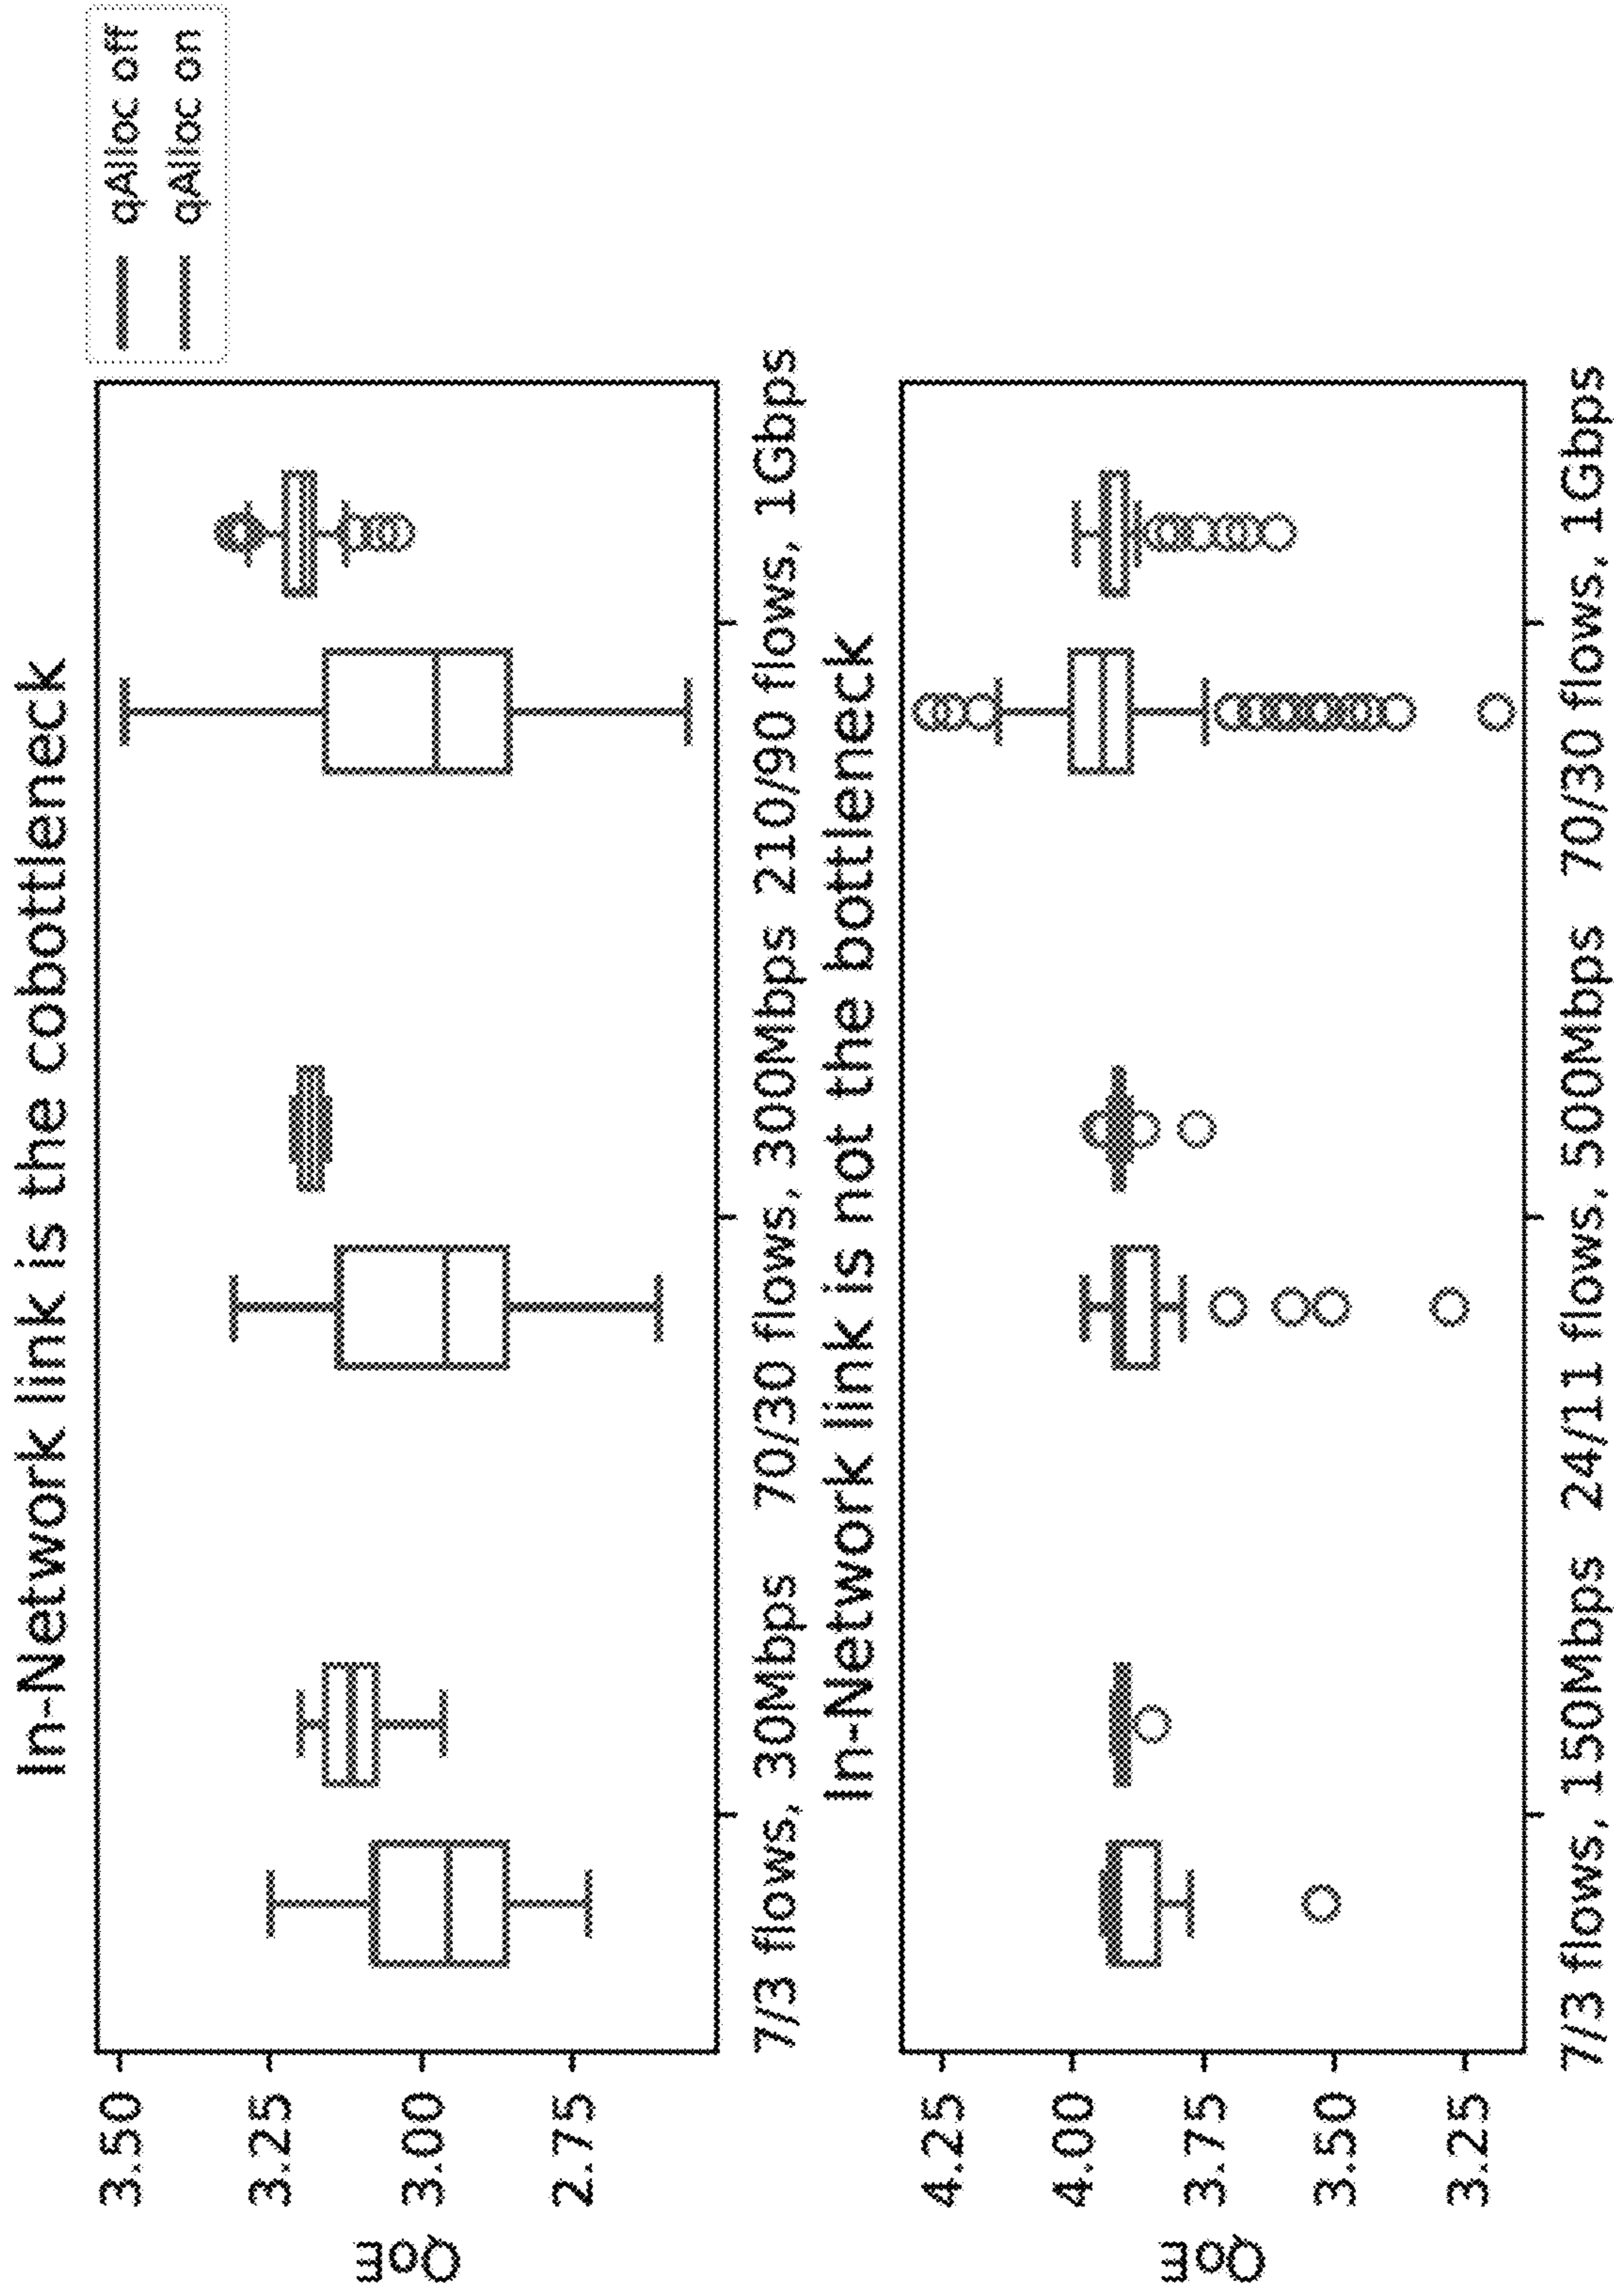 In-Network link is the cobottleneck
qAlloc off
qAlloc on
QoE
3.50
3.25
3.00
2.75
7/3 flows, 30Mbps 70/30 flows, 300Mbps 210/90 flows, 1Gbps
In-Network link is not the bottleneck
QoE
4.25
4.00
3.75
3.50
3.25
7/3 flows, 150Mbps 24/11 flows, 500Mbps 70/30 flows, 1Gbps